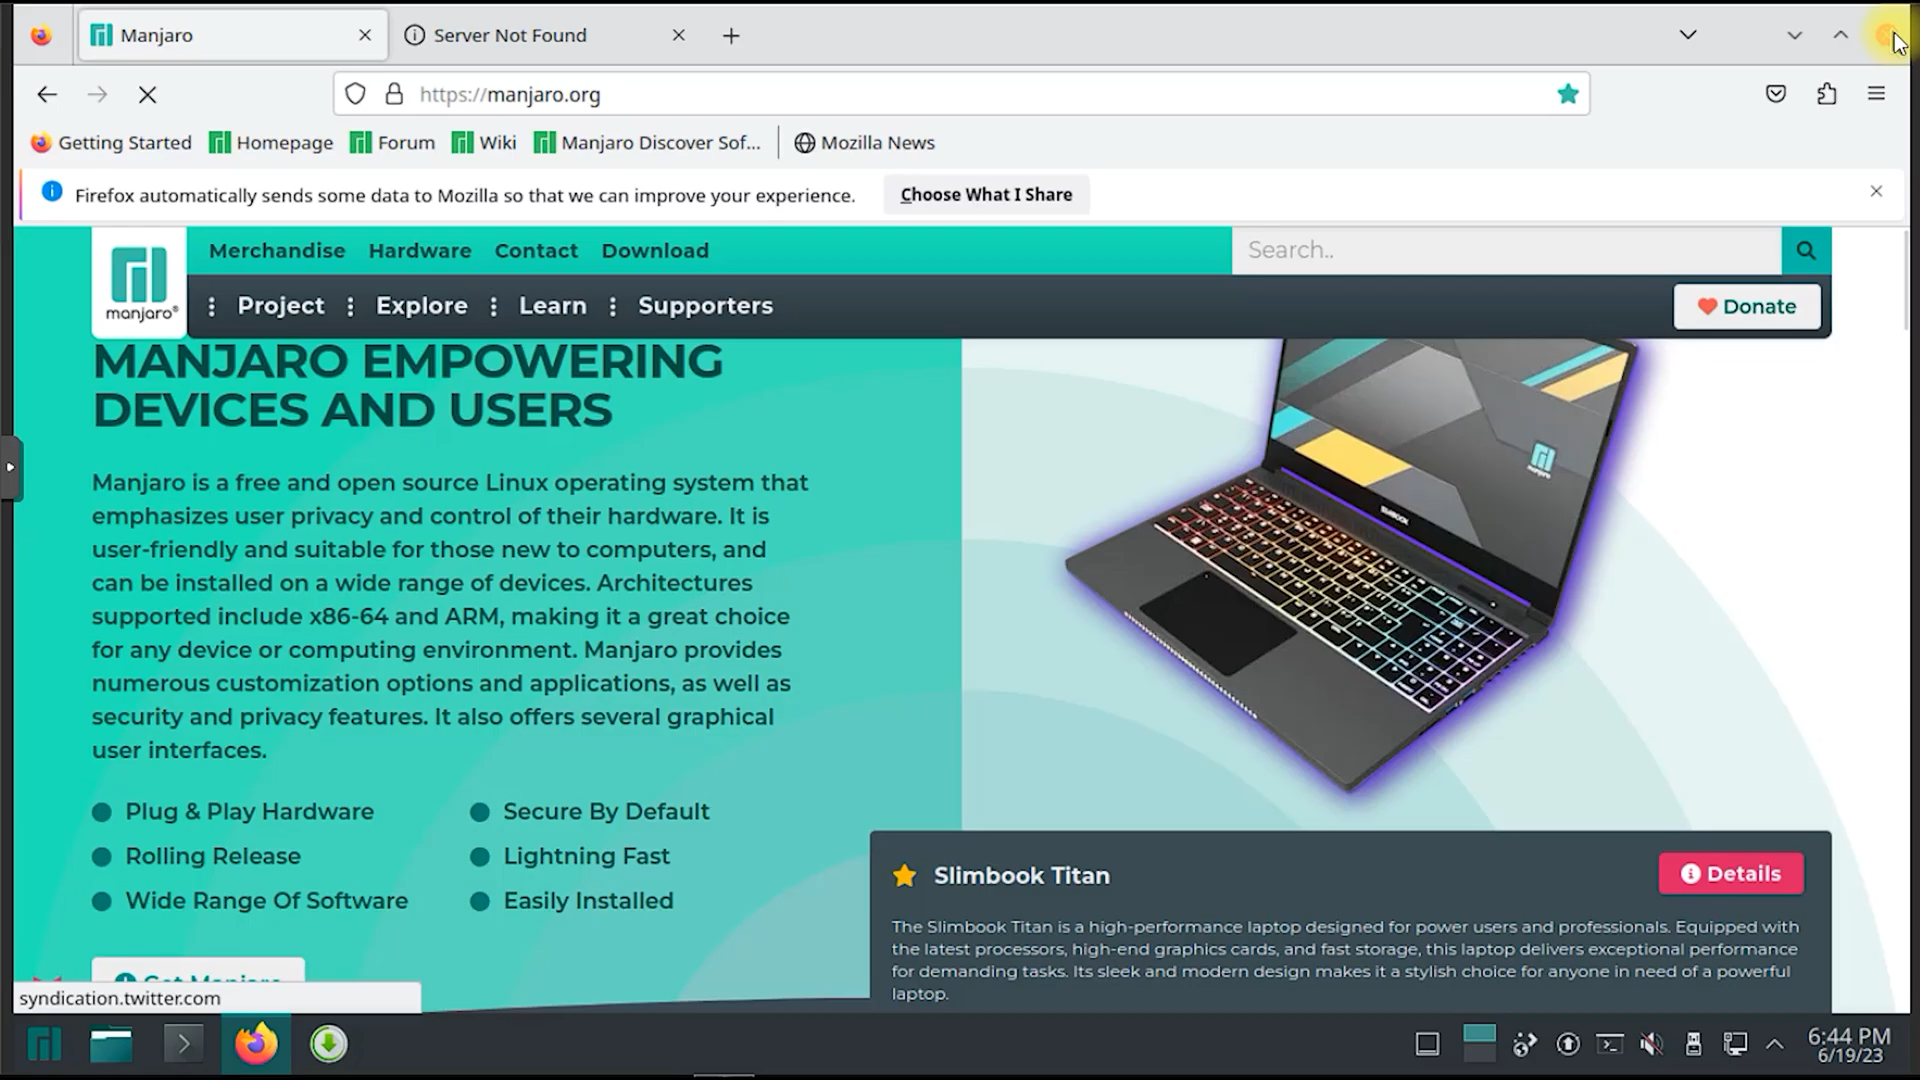 Manjaro
Server Not Found
https://manjaro.org
Getting Started
Homepage
Forum
Wiki
Manjaro Discover Sof...
Mozilla News
Firefox automatically sends some data to Mozilla so that we can improve your experience.
Choose What I Share
Merchandise
Hardware
Contact
Download
Search..
manjaro®
Project
Explore
Learn
Supporters
Donate
MANJARO EMPOWERING
DEVICES AND USERS
Manjaro is a free and open source Linux operating system that
emphasizes user privacy and control of their hardware. It is
user-friendly and suitable for those new to computers, and
can be installed on a wide range of devices. Architectures
supported include x86-64 and ARM, making it a great choice
for any device or computing environment. Manjaro provides
numerous customization options and applications, as well as
security and privacy features. It also offers several graphical
user interfaces.
Plug & Play Hardware
Secure By Default
Rolling Release
Lightning Fast
Wide Range Of Software
Easily Installed
manjaro
SLIMBOOK
Slimbook Titan
Details
The Slimbook Titan is a high-performance laptop designed for power users and professionals. Equipped with
the latest processors, high-end graphics cards, and fast storage, this laptop delivers exceptional performance
for demanding tasks. Its sleek and modern design makes it a stylish choice for anyone in need of a powerful
laptop.
Get Manjaro
syndication.twitter.com
6:44 PM
6/19/23